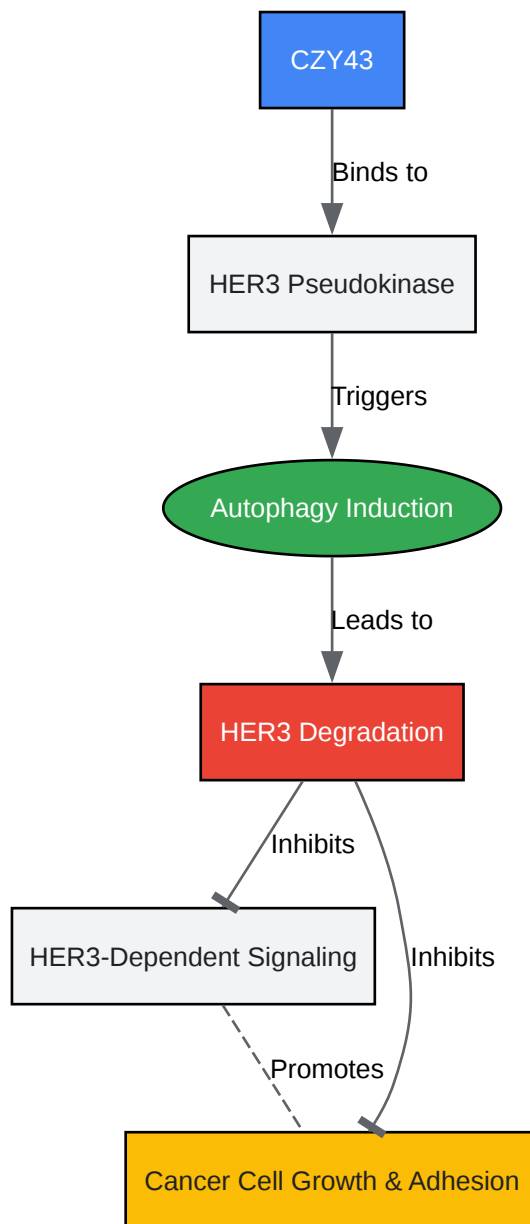 CZY43
Binds to
HER3 Pseudokinase
Triggers
Autophagy Induction
Leads to
HER3 Degradation
Inhibits
HER3-Dependent Signaling
Inhibits
Promotes
Cancer Cell Growth & Adhesion